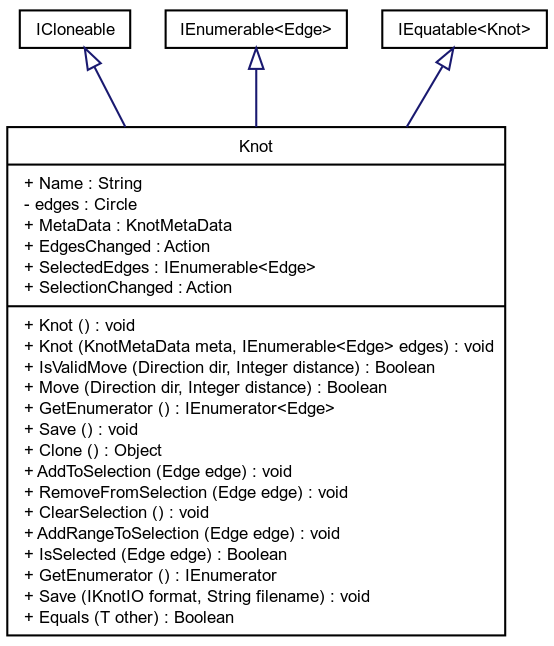 ICloneable
IEnumerable<Edge>
IEquatable<Knot>
Knot
+ Name : String
- edges : Circle
+ MetaData : KnotMetaData
+ EdgesChanged : Action
+ SelectedEdges : IEnumerable<Edge>
+ SelectionChanged : Action
+ Knot () : void
+ Knot (KnotMetaData meta, IEnumerable<Edge> edges) : void
+ IsValidMove (Direction dir, Integer distance) : Boolean
+ Move (Direction dir, Integer distance) : Boolean
+ GetEnumerator () : IEnumerator<Edge>
+ Save () : void
+ Clone () : Object
+ AddToSelection (Edge edge) : void
+ RemoveFromSelection (Edge edge) : void
+ ClearSelection () : void
+ AddRangeToSelection (Edge edge) : void
+ IsSelected (Edge edge) : Boolean
+ GetEnumerator () : IEnumerator
+ Save (IKnotIO format, String filename) : void
+ Equals (T other) : Boolean